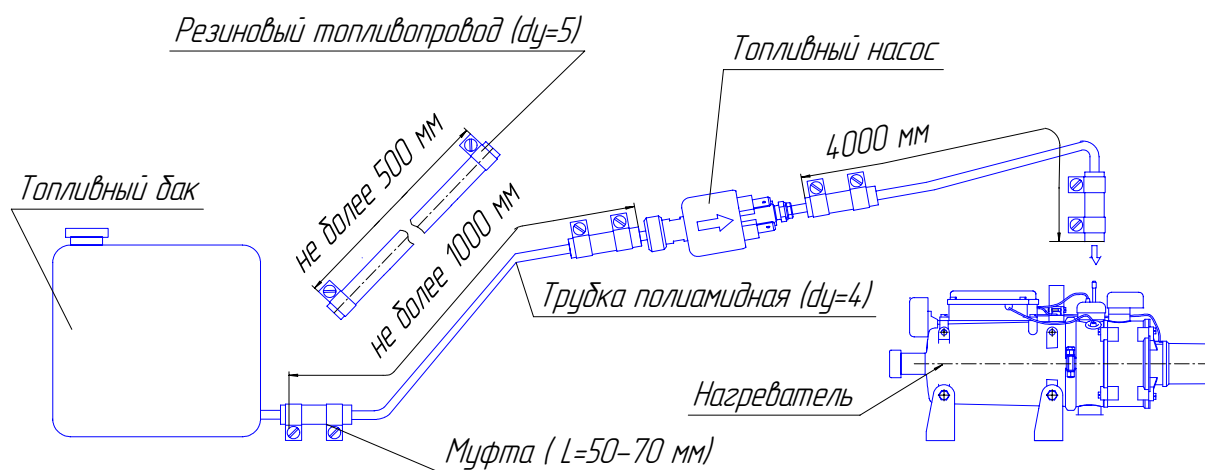 Резиновый топливопровод (dy=5)
Топливный насос
4000 мм
не более 500 мм
Топливный бак
не более 1000 мм
Трубка полиамидная (dy=4)
Нагреватель
Муфта ( L=50-70 мм)